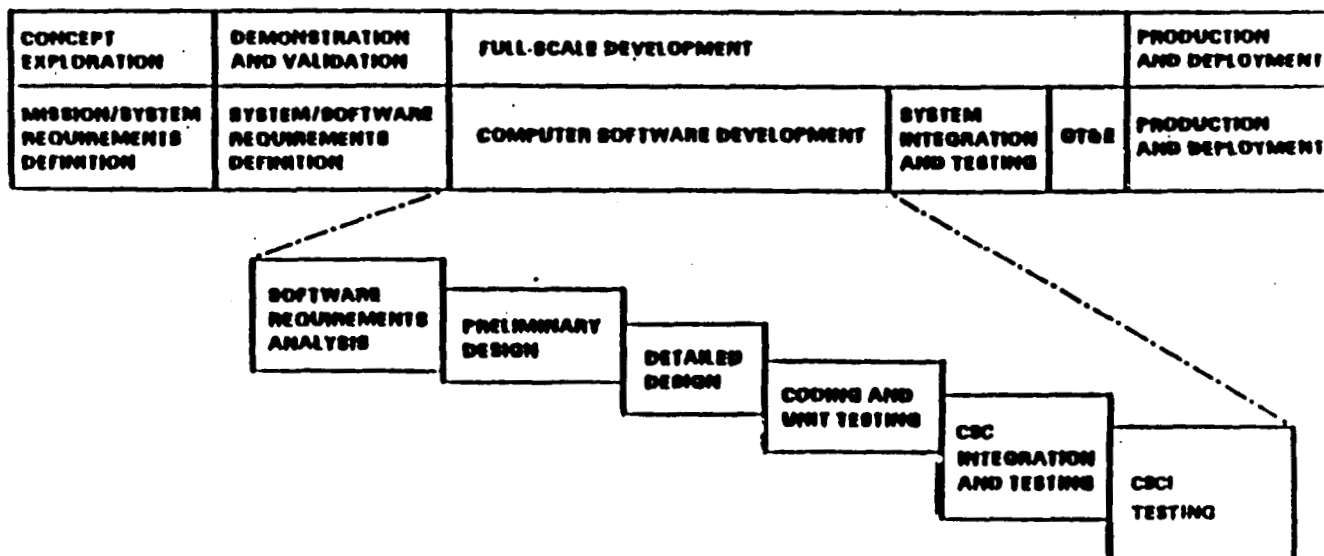 CONCEPT
EXPLORATION
DEMONSTRATION
AND VALIDATION
FULL-SCALE DEVELOPMENT
PRODUCTION
AND DEPLOYMENT
MISSION/SYSTEM
REQUIREMENTS
DEFINITION
SYSTEM/SOFTWARE
REQUIREMENTS
DEFINITION
COMPUTER SOFTWARE DEVELOPMENT
SYSTEM
INTEGRATION
AND TESTING
OT&E
PRODUCTION
AND DEPLOYMENT
SOFTWARE
REQUIREMENTS
ANALYSIS
PRELIMINARY
DESIGN
DETAILED
DESIGN
CODING AND
UNIT TESTING
CSC
INTEGRATION
AND TESTING
CSCI
TESTING